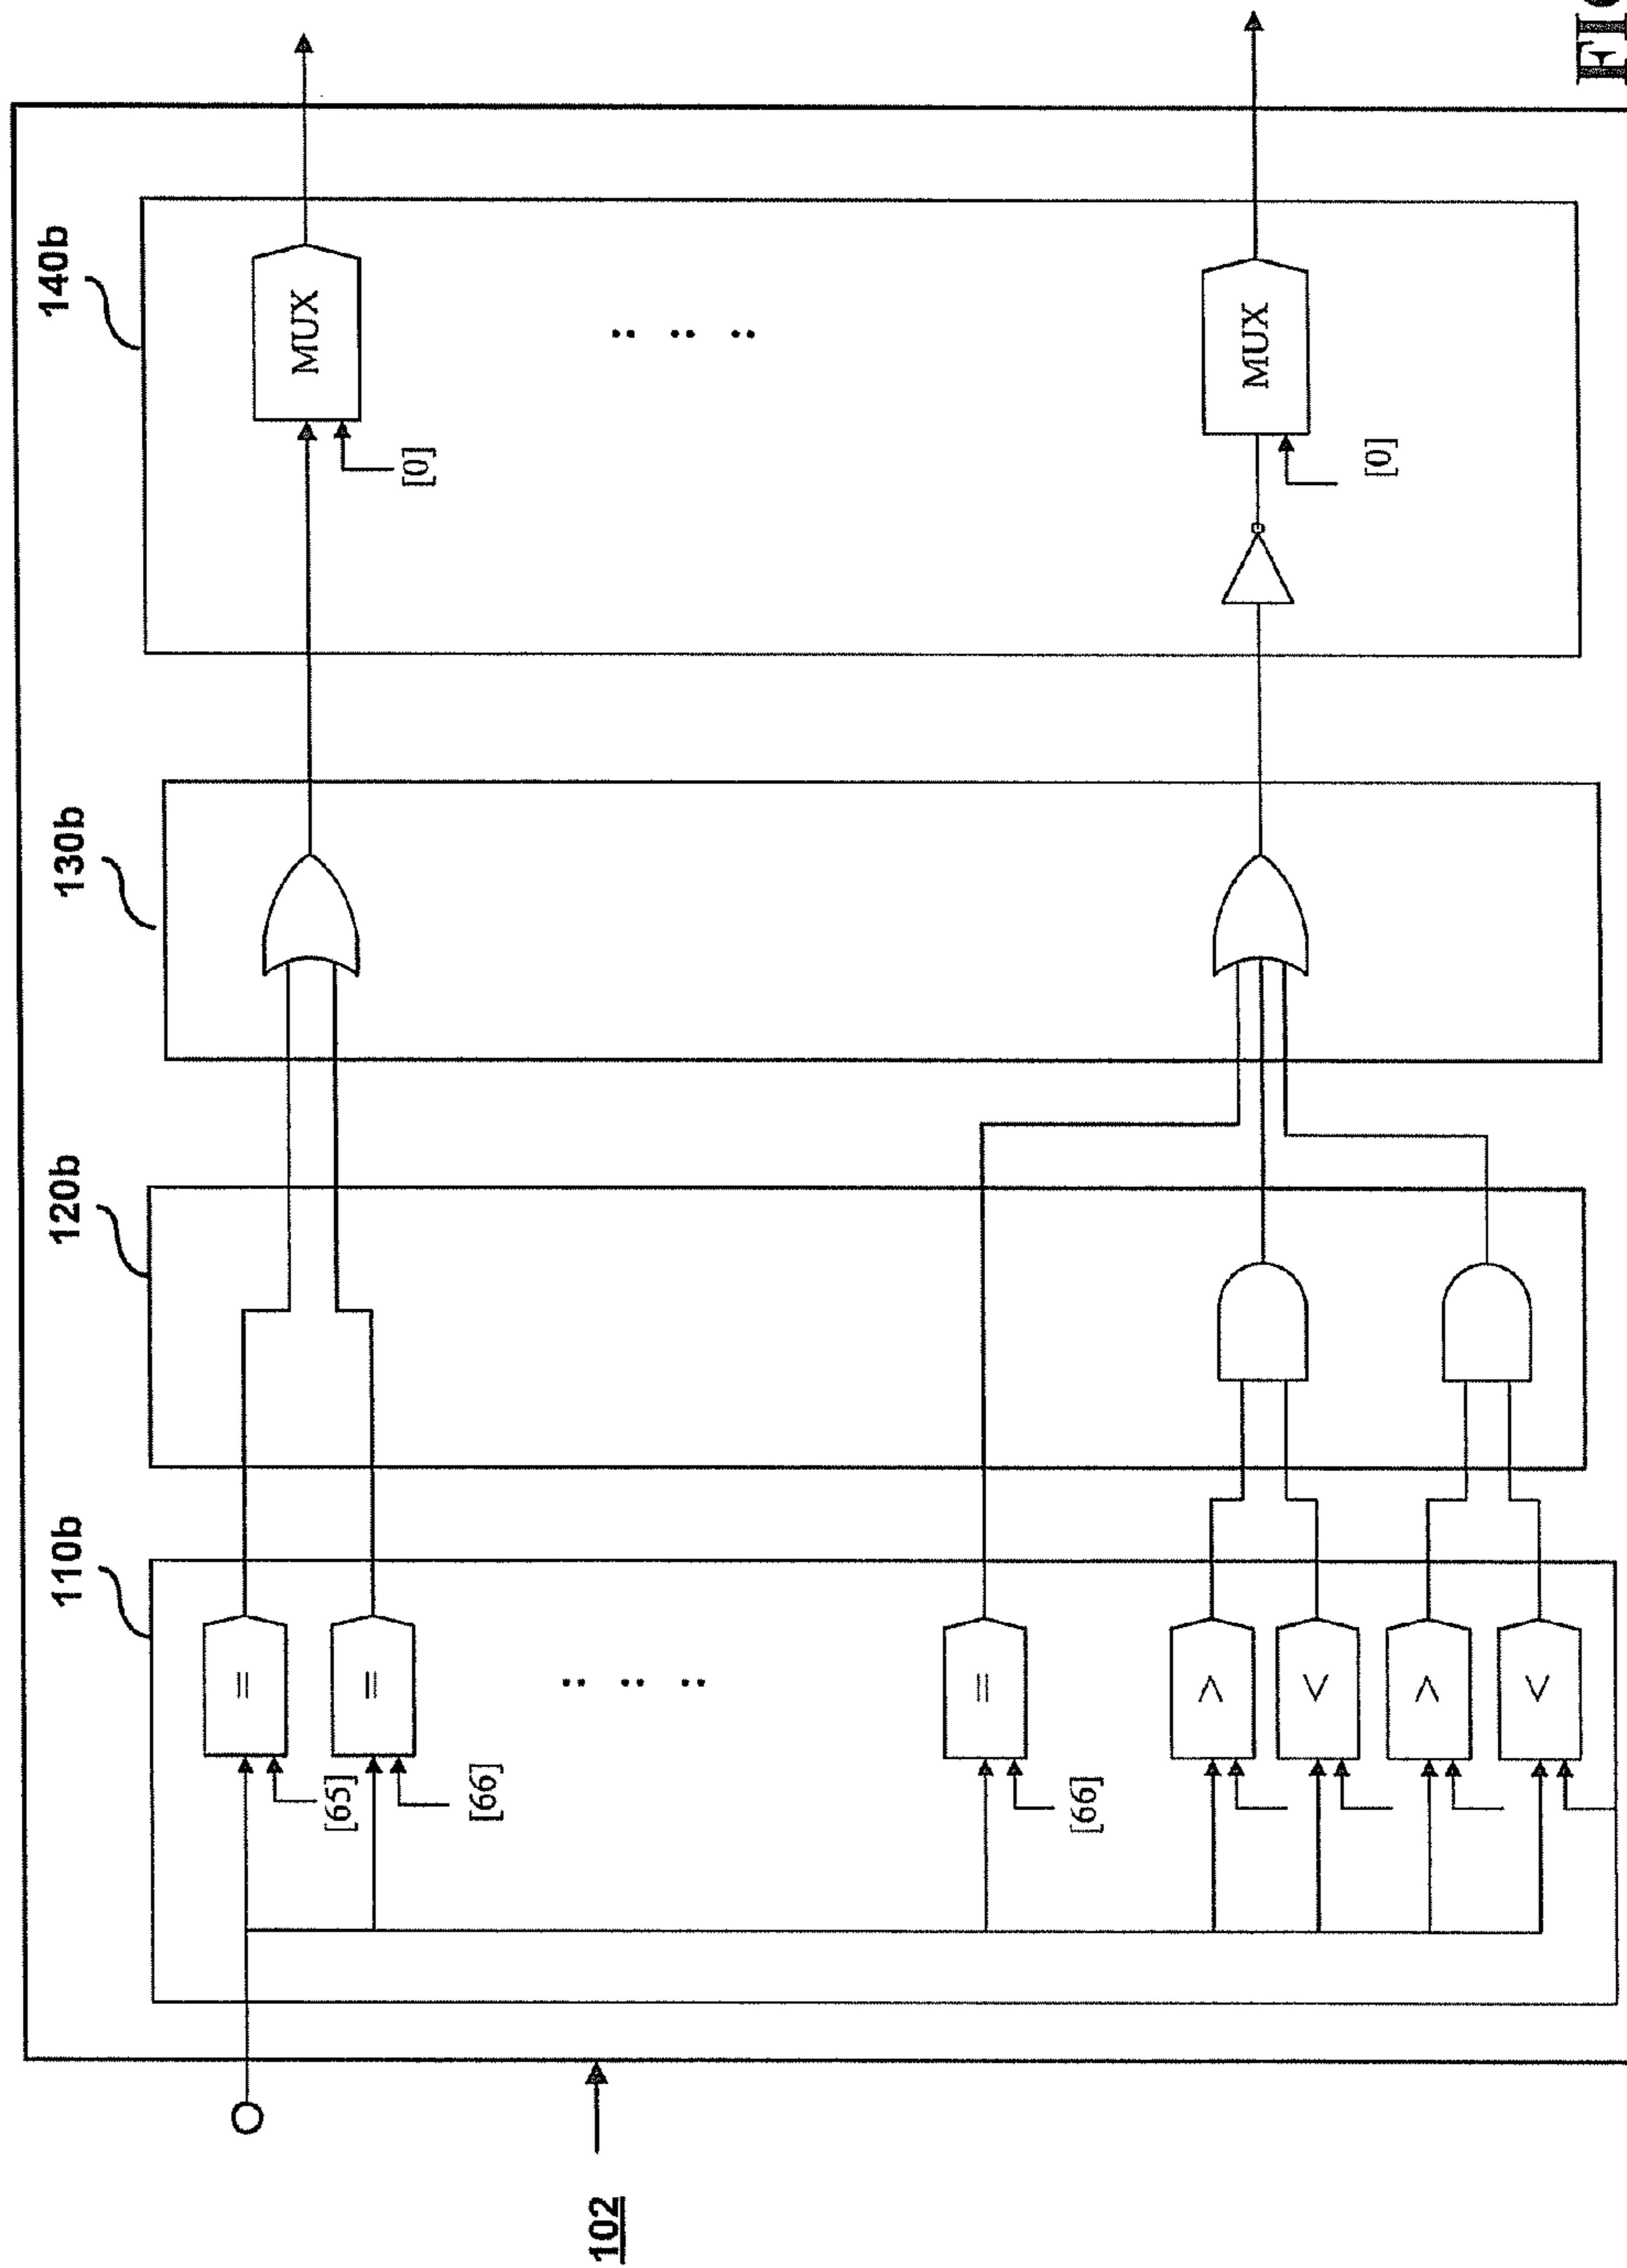 110b
120b
130b
140b
=
MUX
[65]
=
[0]
[66]
102
=
[66]
>
MUX
<
[0]
>
<